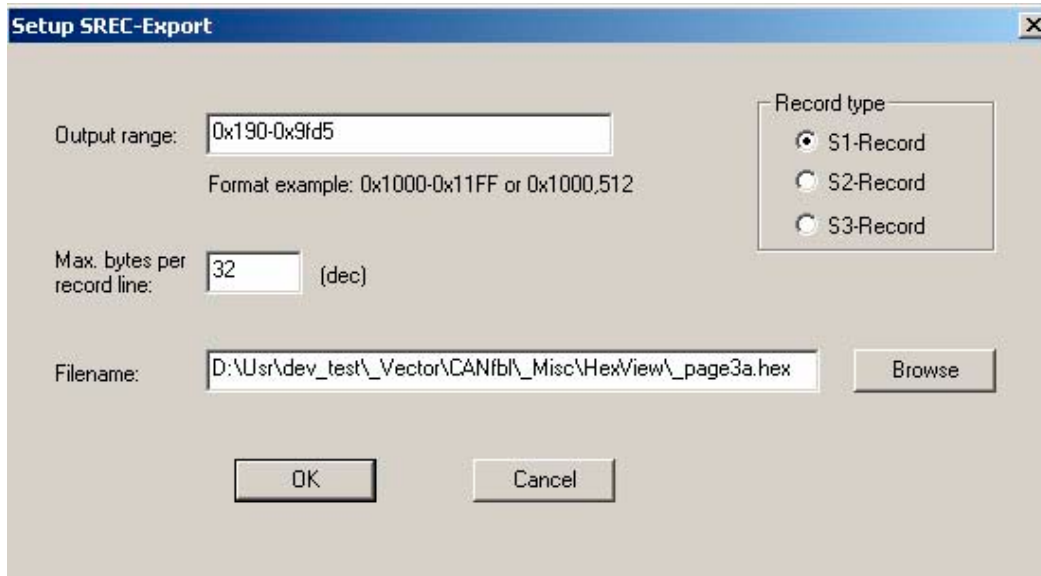 Setup SREC-Export
Output range:
0x190-0x9fd5
Format example: 0x1000-0x11FF or 0x1000,512
Record type
S1-Record
S2-Record
S3-Record
Max. bytes per
record line:
32
(dec)
Filename:
D:\Usr\dev_test\_Vector\CANfbl\_Misc\HexView\_page3a.hex
Browse
OK
Cancel